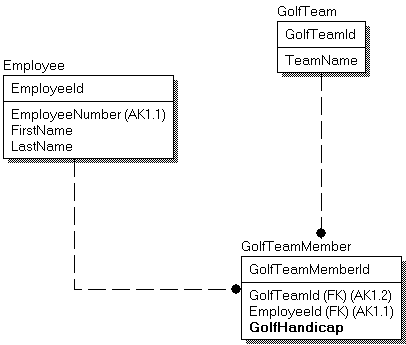 GolfTeam
GolfTeamId
TeamName
Employee
EmployeeId
EmployeeNumber (AK1.1)
FirstName
LastName
GolfTeamMember
GolfTeamMemberId
GolfTeamId (FK) (AK1.2)
EmployeeId (FK) (AK1.1)
GolfHandicap